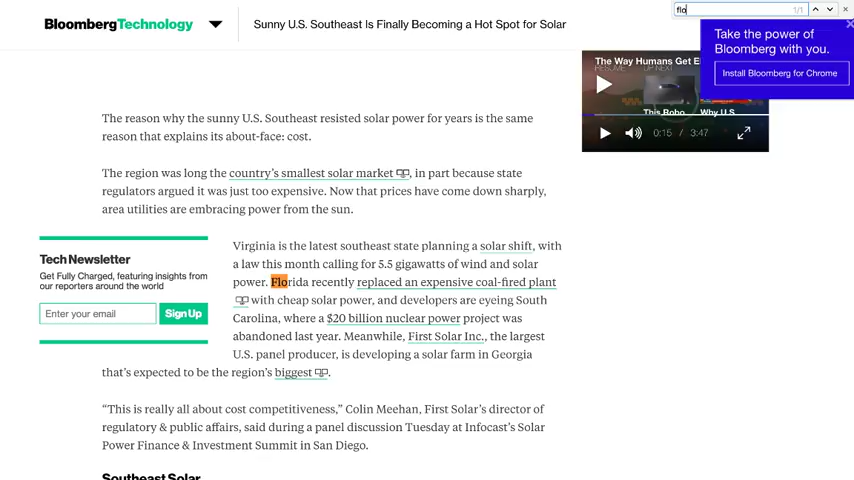 Bloomberg Technology
Sunny U.S. Southeast Is Finally Becoming a Hot Spot for Solar
flo
1/1
Take the power of
Bloomberg with you.
Install Bloomberg for Chrome
The Way Humans Get E
RESUME
UP NEXT
This Robo
Why U.S.
0:15 / 3:47
The reason why the sunny U.S. Southeast resisted solar power for years is the same
reason that explains its about-face: cost.
The region was long the country's smallest solar market, in part because state
regulators argued it was just too expensive. Now that prices have come down sharply,
area utilities are embracing power from the sun.
Tech Newsletter
Get Fully Charged, featuring insights from
our reporters around the world
Enter your email
Sign Up
Virginia is the latest southeast state planning a solar shift, with
a law this month calling for 5.5 gigawatts of wind and solar
power. Florida recently replaced an expensive coal-fired plant
with cheap solar power, and developers are eyeing South
Carolina, where a $20 billion nuclear power project was
abandoned last year. Meanwhile, First Solar Inc., the largest
U.S. panel producer, is developing a solar farm in Georgia
that's expected to be the region's biggest.
“This is really all about cost competitiveness,” Colin Meehan, First Solar's director of
regulatory & public affairs, said during a panel discussion Tuesday at Infocast's Solar
Power Finance & Investment Summit in San Diego.
Southeast Solar